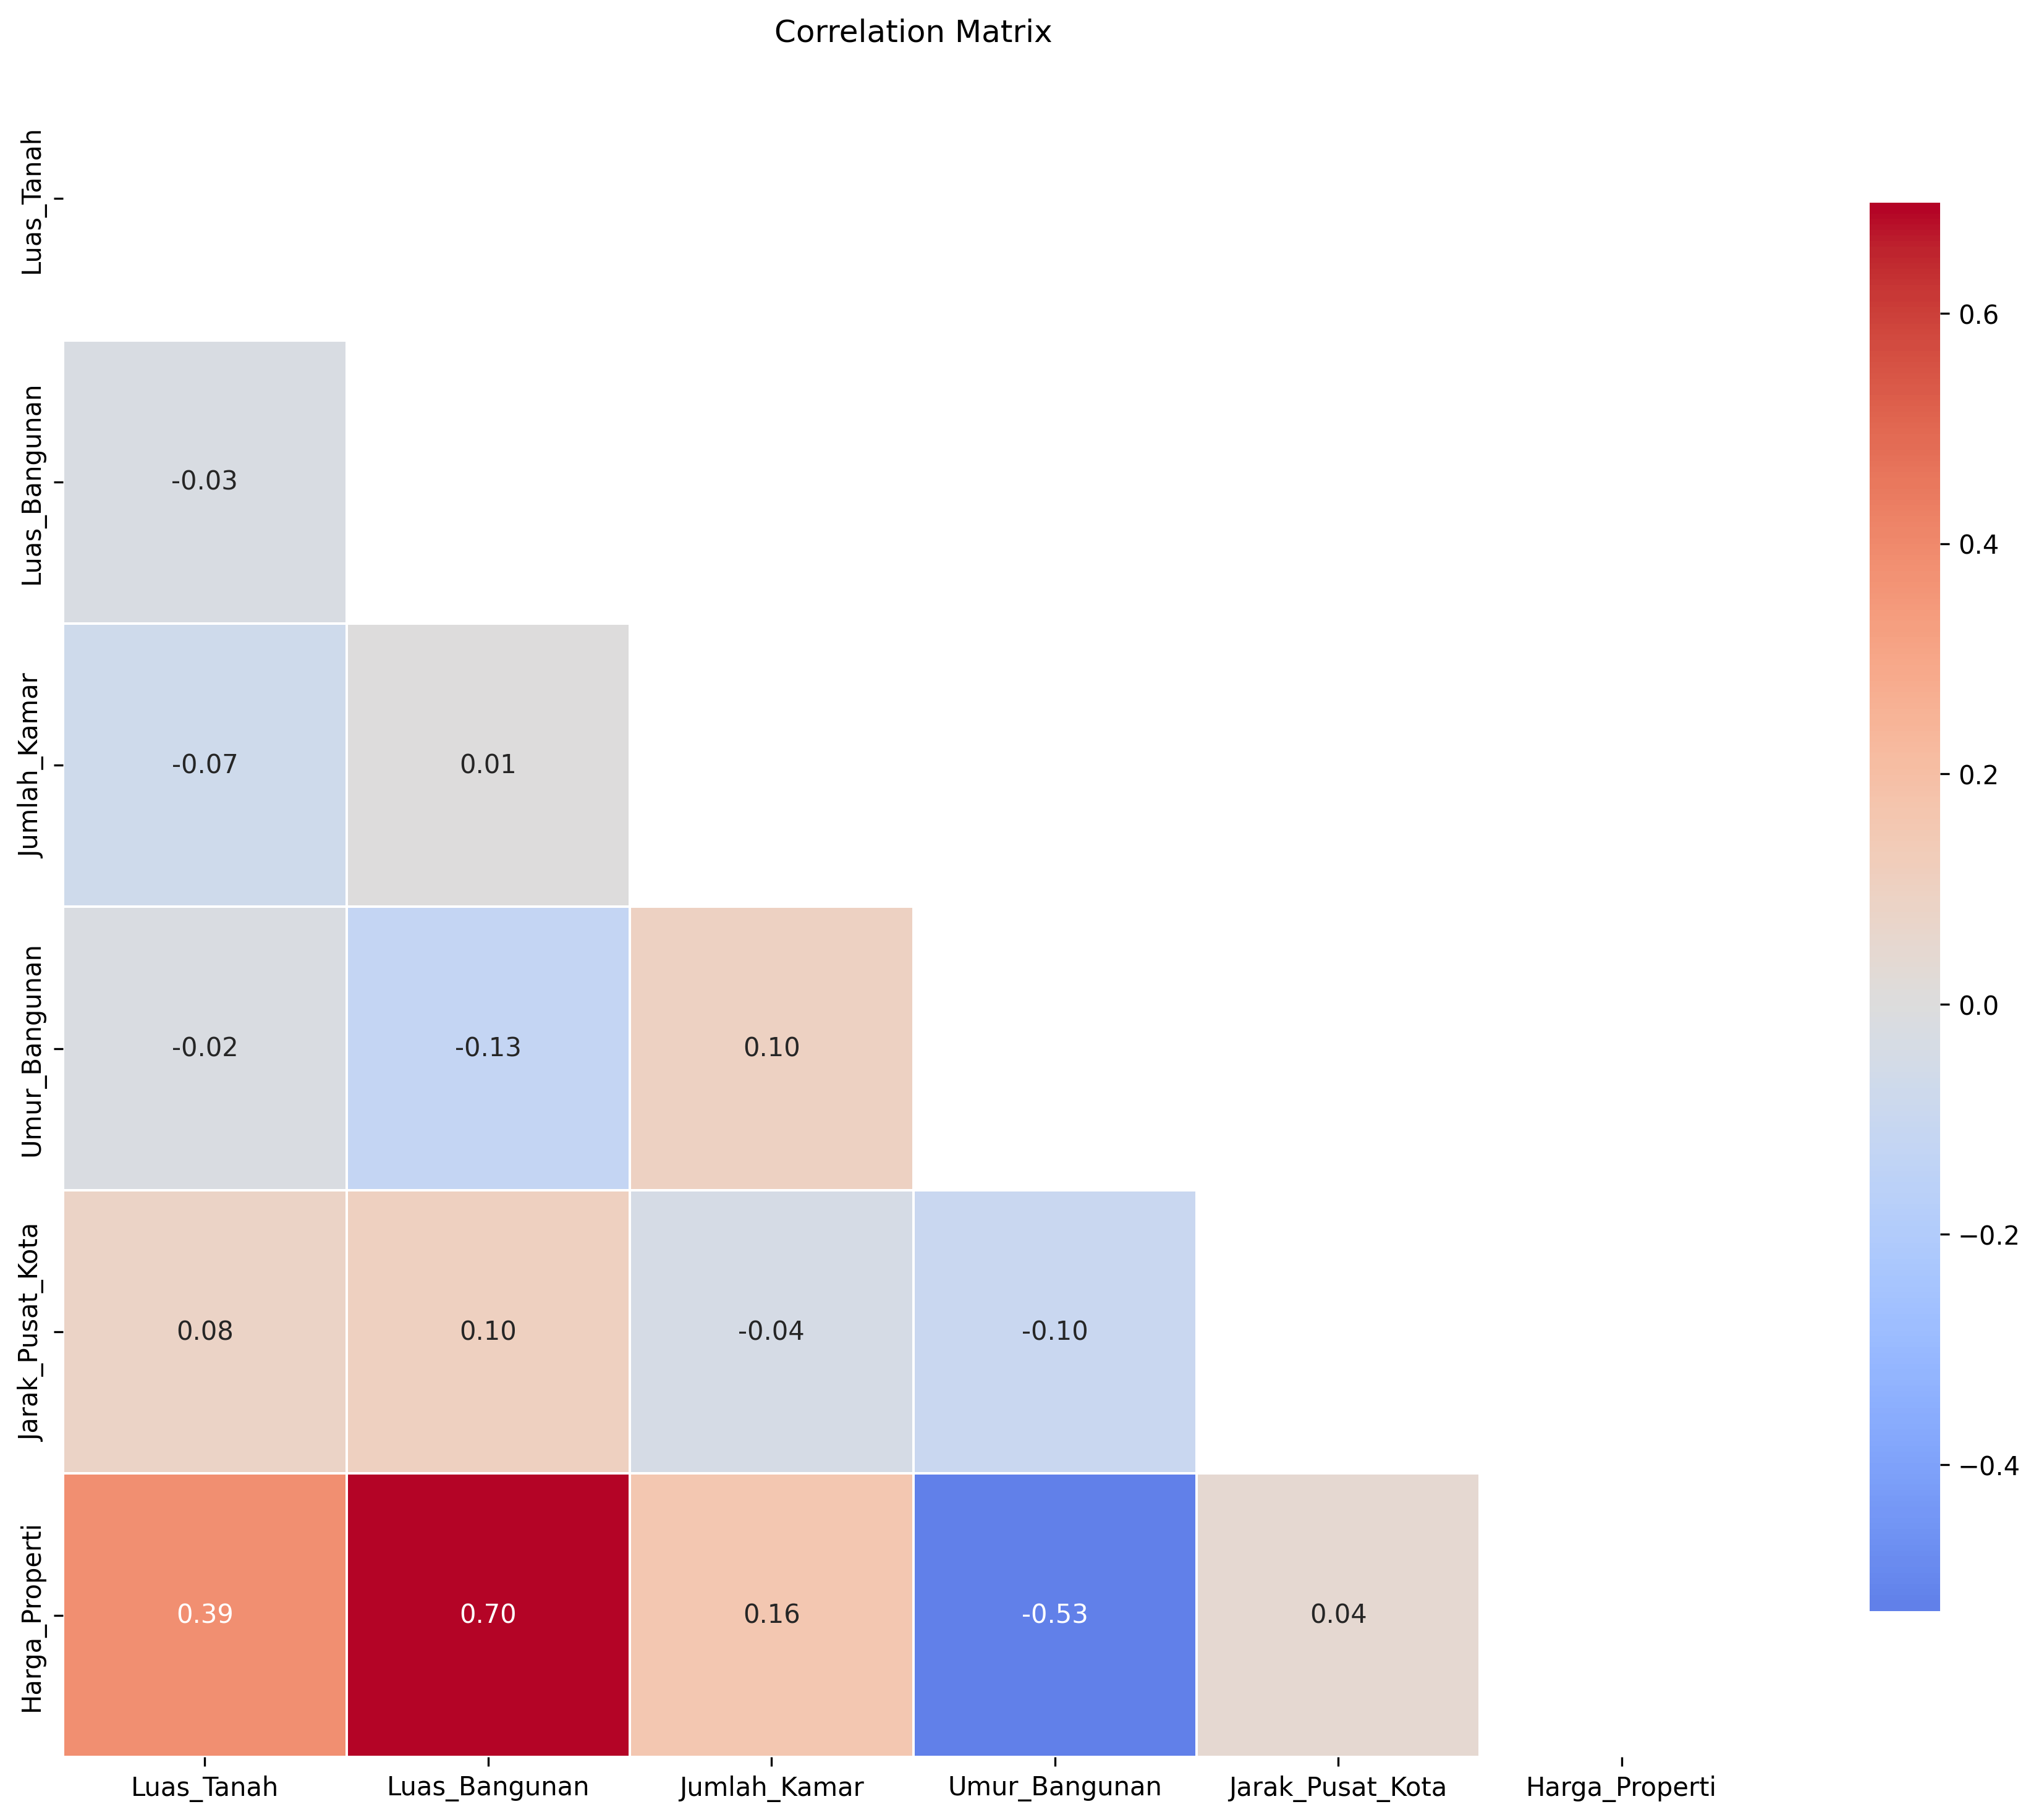 Correlation Matrix
Luas_Tanah
Luas_Bangunan
-0.03
Jumlah_Kamar
-0.07 0.01
Umur_Bangunan
-0.02 -0.13 0.10
Jarak_Pusat_Kota
0.08 0.10 -0.04 -0.10
Harga_Properti
0.39 0.70 0.16 -0.53 0.04
Luas_Tanah Luas_Bangunan Jumlah_Kamar Umur_Bangunan Jarak_Pusat_Kota Harga_Properti
0.6
0.4
0.2
0.0
−0.2
−0.4